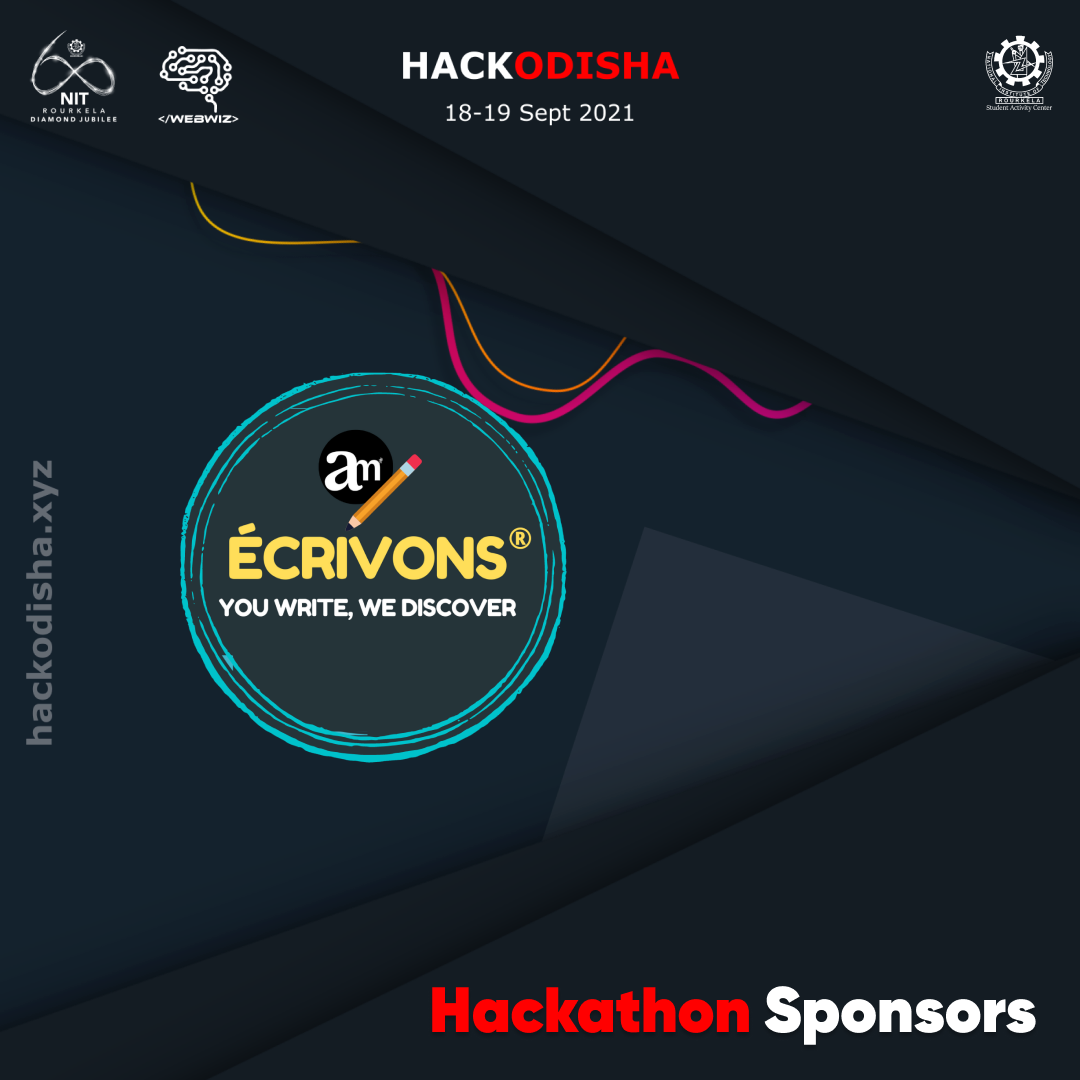 NIT
ROURKELA
DIAMOND JUBILEE
</WEBWIZ>
HACKODISHA
18-19 Sept 2021
ROURKELA
Student Activity Center
hackodisha.xyz
am
ÉCRIVONS®
YOU WRITE, WE DISCOVER
Hackathon Sponsors